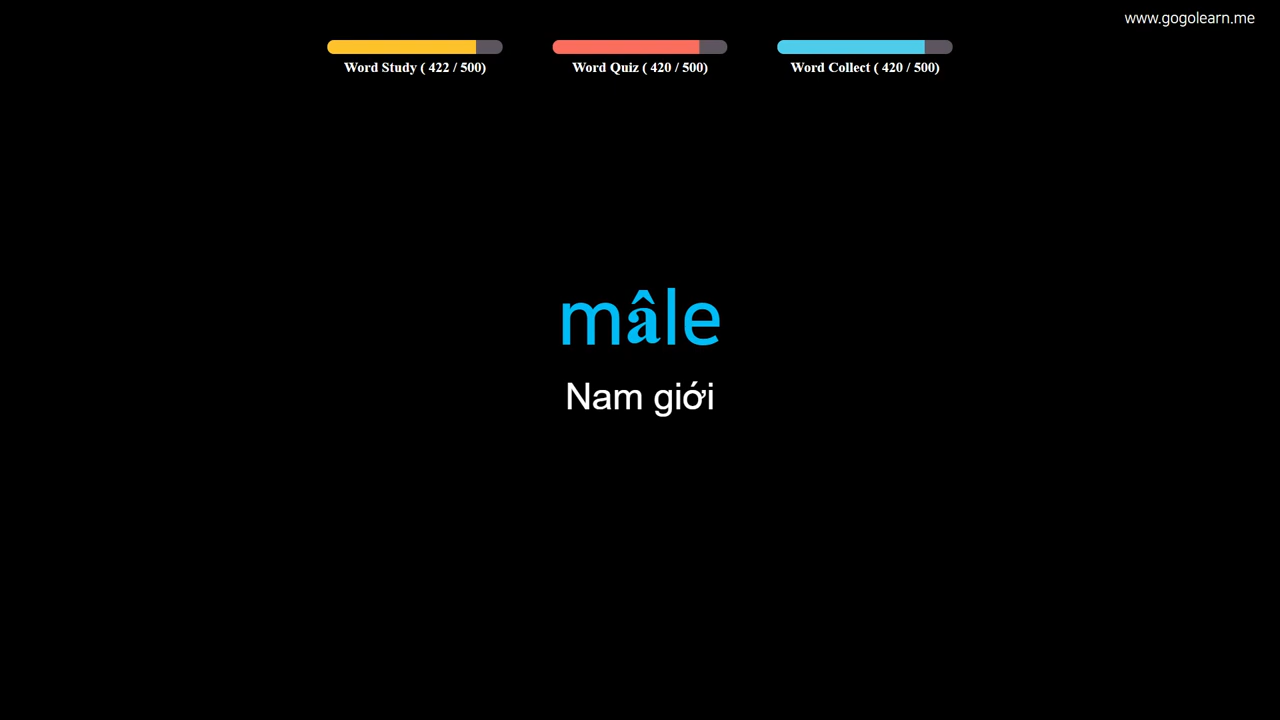 www.gogolearn.me
Word Study ( 422 / 500)
Word Quiz ( 420 / 500)
Word Collect ( 420 / 500)
mâle
Nam giới